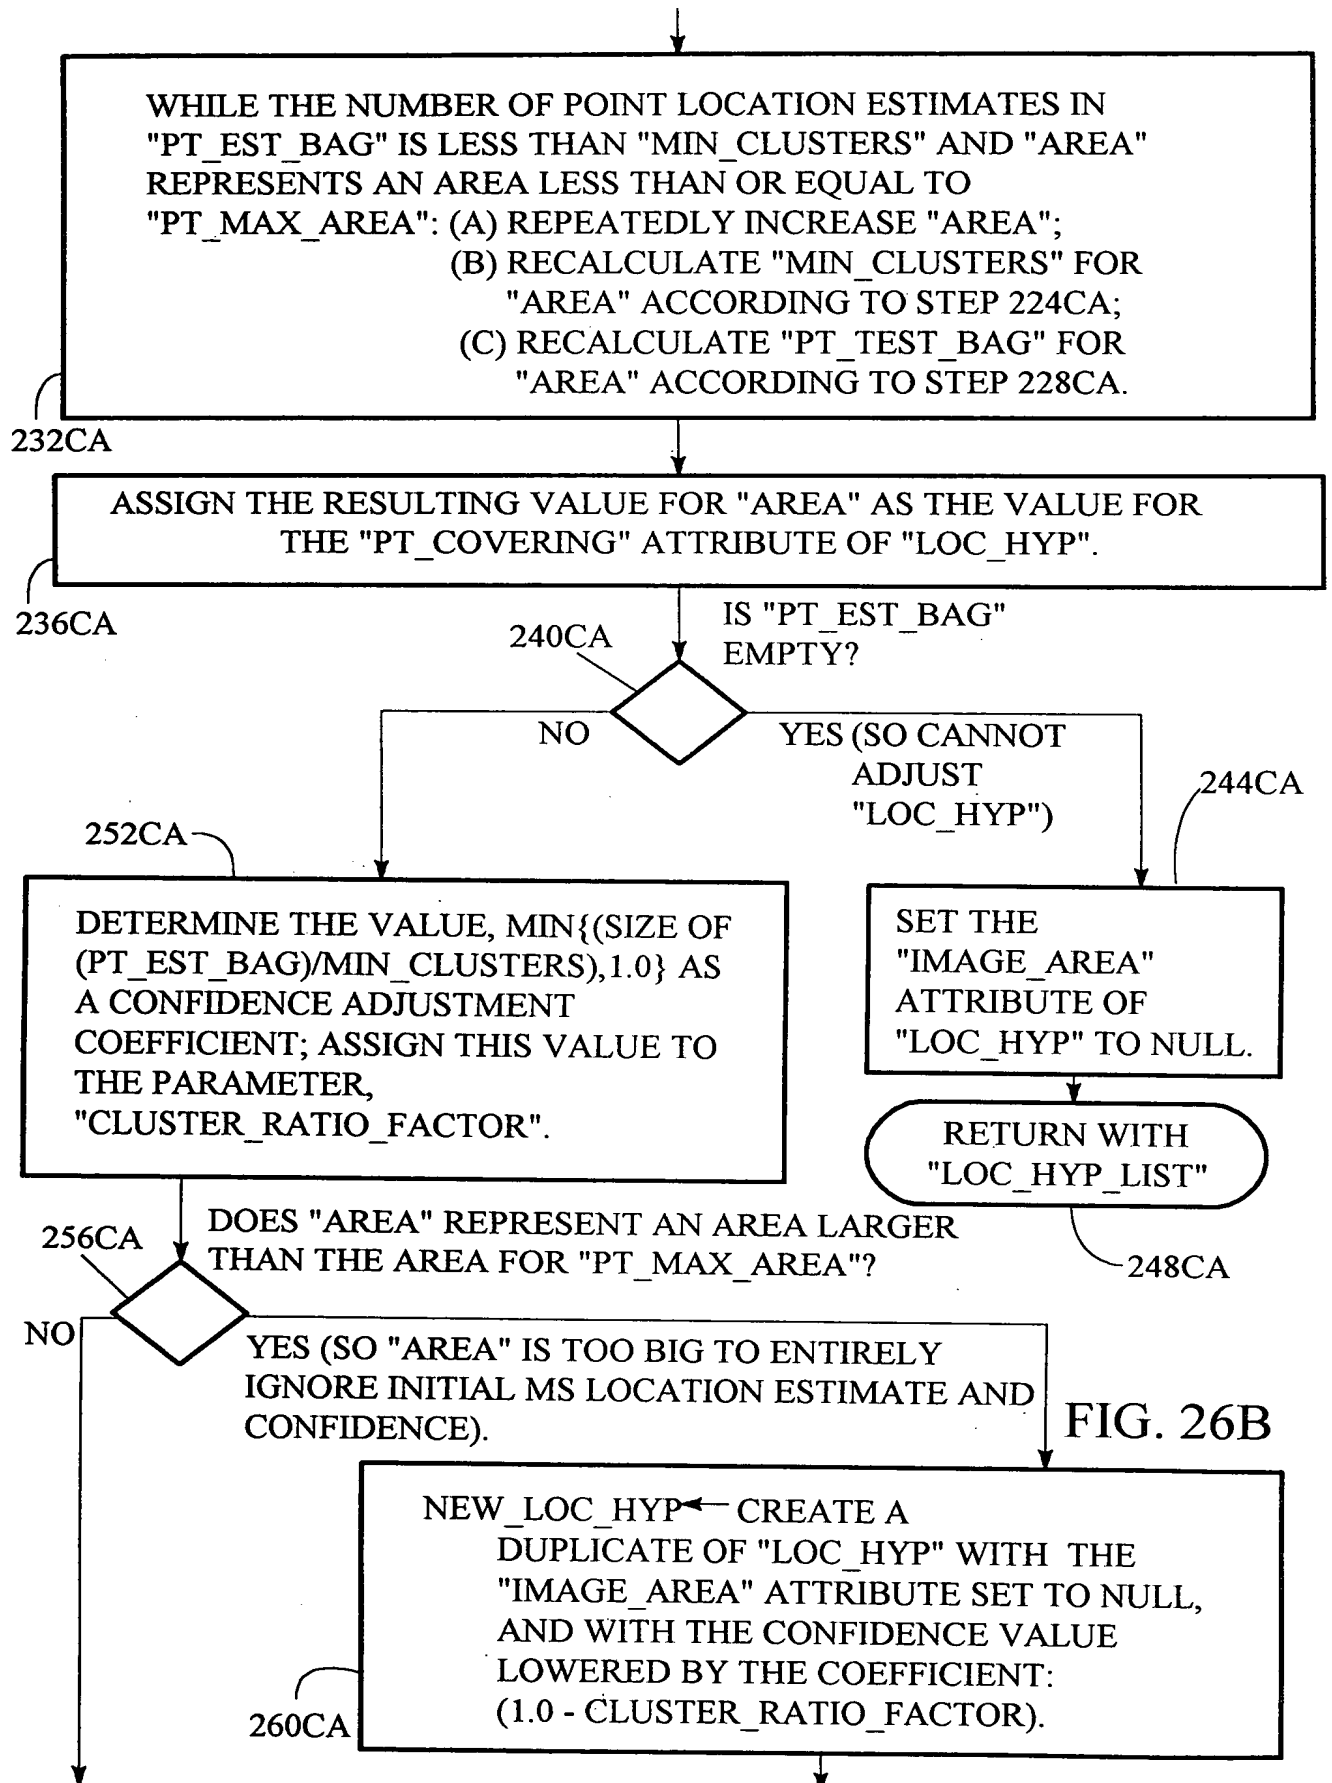 WHILE THE NUMBER OF POINT LOCATION ESTIMATES IN
"PT_EST_BAG" IS LESS THAN "MIN_CLUSTERS" AND "AREA"
REPRESENTS AN AREA LESS THAN OR EQUAL TO
"PT_MAX_AREA": (A) REPEATEDLY INCREASE "AREA";
(B) RECALCULATE "MIN_CLUSTERS" FOR
"AREA" ACCORDING TO STEP 224CA;
(C) RECALCULATE "PT_TEST_BAG" FOR
"AREA" ACCORDING TO STEP 228CA.
232CA
ASSIGN THE RESULTING VALUE FOR "AREA" AS THE VALUE FOR
THE "PT_COVERING" ATTRIBUTE OF "LOC_HYP".
236CA
IS "PT_EST_BAG"
EMPTY?
240CA
NO
YES (SO CANNOT
ADJUST
"LOC_HYP")
244CA
252CA
DETERMINE THE VALUE, MIN{(SIZE OF
(PT_EST_BAG)/MIN_CLUSTERS),1.0} AS
A CONFIDENCE ADJUSTMENT
COEFFICIENT; ASSIGN THIS VALUE TO
THE PARAMETER,
"CLUSTER_RATIO_FACTOR".
SET THE
"IMAGE_AREA"
ATTRIBUTE OF
"LOC_HYP" TO NULL.
RETURN WITH
"LOC_HYP_LIST"
248CA
256CA
DOES "AREA" REPRESENT AN AREA LARGER
THAN THE AREA FOR "PT_MAX_AREA"?
NO
YES (SO "AREA" IS TOO BIG TO ENTIRELY
IGNORE INITIAL MS LOCATION ESTIMATE AND
CONFIDENCE).
FIG. 26B
NEW_LOC_HYP← CREATE A
DUPLICATE OF "LOC_HYP" WITH THE
"IMAGE_AREA" ATTRIBUTE SET TO NULL,
AND WITH THE CONFIDENCE VALUE
LOWERED BY THE COEFFICIENT:
(1.0 - CLUSTER_RATIO_FACTOR).
260CA